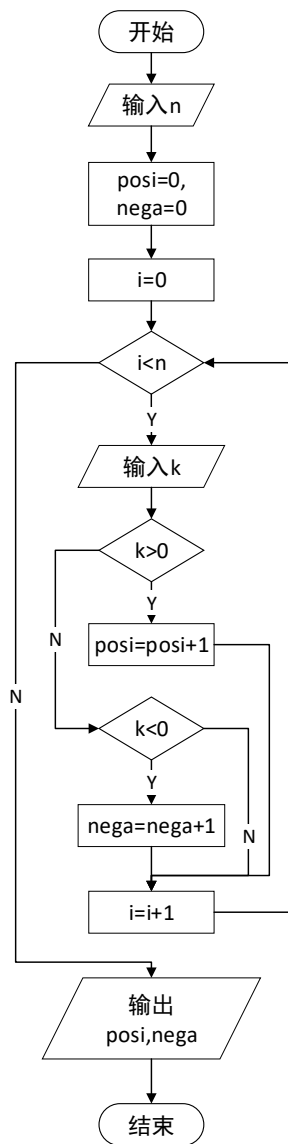 开始
输入n
posi=0,
nega=0
i=0
i<n
Y
输入k
k>0
Y
N
posi=posi+1
N
k<0
Y
nega=nega+1
N
i=i+1
输出
posi,nega
结束